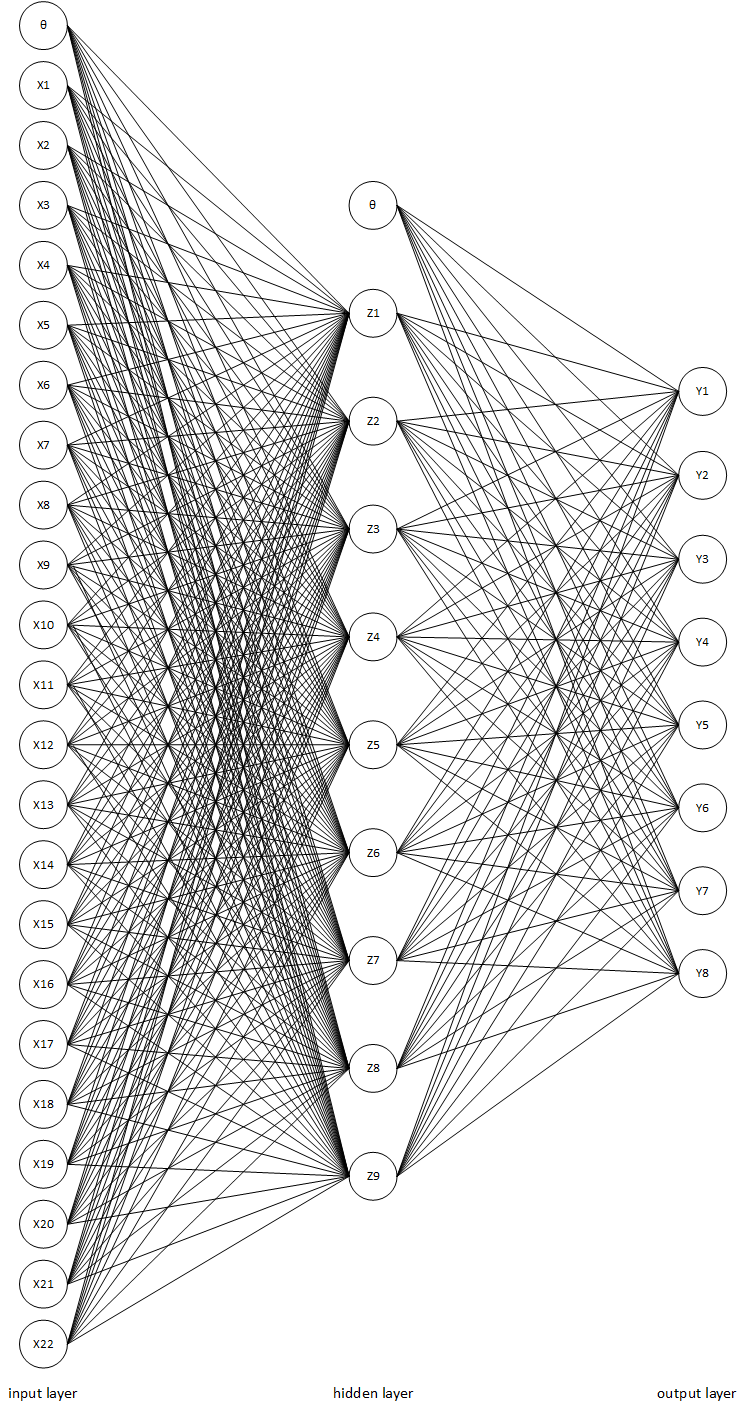 θ
X1
X2
X3
X4
X5
X6
X7
X8
X9
X10
X11
X12
X13
X14
X15
X16
X17
X18
X19
X20
X21
X22
input layer
θ
Z1
Z2
Z3
Z4
Z5
Z6
Z7
Z8
Z9
hidden layer
Y1
Y2
Y3
Y4
Y5
Y6
Y7
Y8
output layer